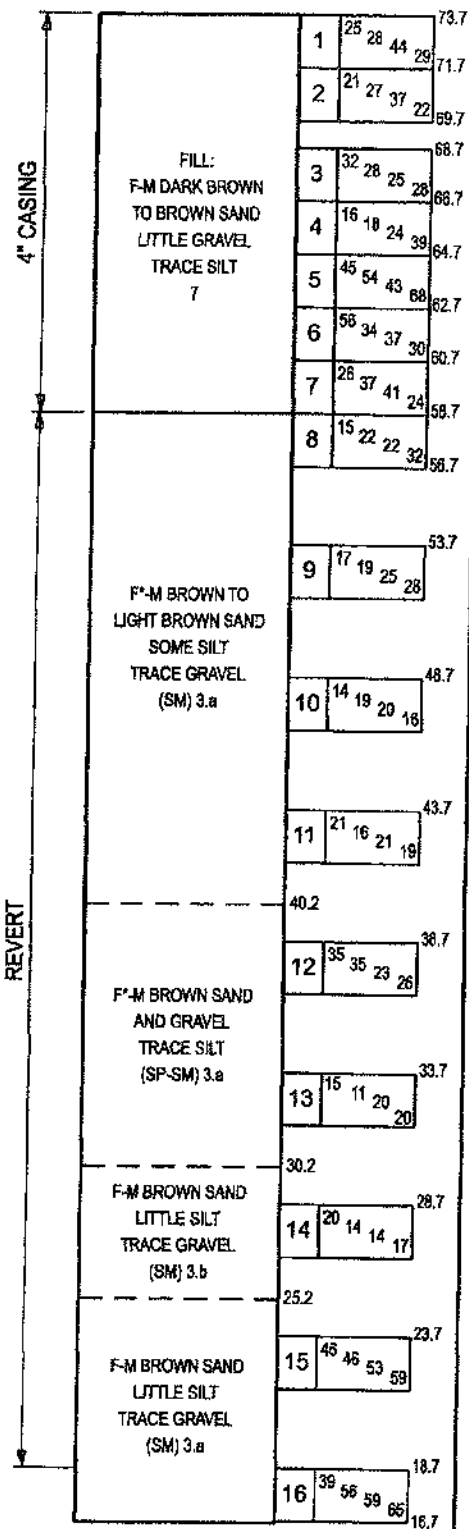 73.7
1 25 28 44 29
71.7
2 21 27 37 22
69.7
68.7
3 32 28 25 28
66.7
4 16 18 24 39
64.7
5 45 54 43 68
62.7
6 56 34 37 30
60.7
7 26 37 41 24
58.7
8 15 22 22 32
56.7
4" CASING
FILL:
F-M DARK BROWN
TO BROWN SAND
LITTLE GRAVEL
TRACE SILT
7
53.7
9 17 19 25 28
F+-M BROWN TO
LIGHT BROWN SAND
SOME SILT
TRACE GRAVEL
(SM) 3.a
48.7
10 14 19 20 16
43.7
11 21 16 21 19
40.2
38.7
12 35 35 23 26
REVERT
F+-M BROWN SAND
AND GRAVEL
TRACE SILT
(SP-SM) 3.a
33.7
13 15 11 20 20
30.2
28.7
F-M BROWN SAND
LITTLE SILT
TRACE GRAVEL
(SM) 3.b
14 20 14 14 17
25.2
23.7
15 46 46 53 59
F-M BROWN SAND
LITTLE SILT
TRACE GRAVEL
(SM) 3.a
18.7
16 39 56 59 65
16.7